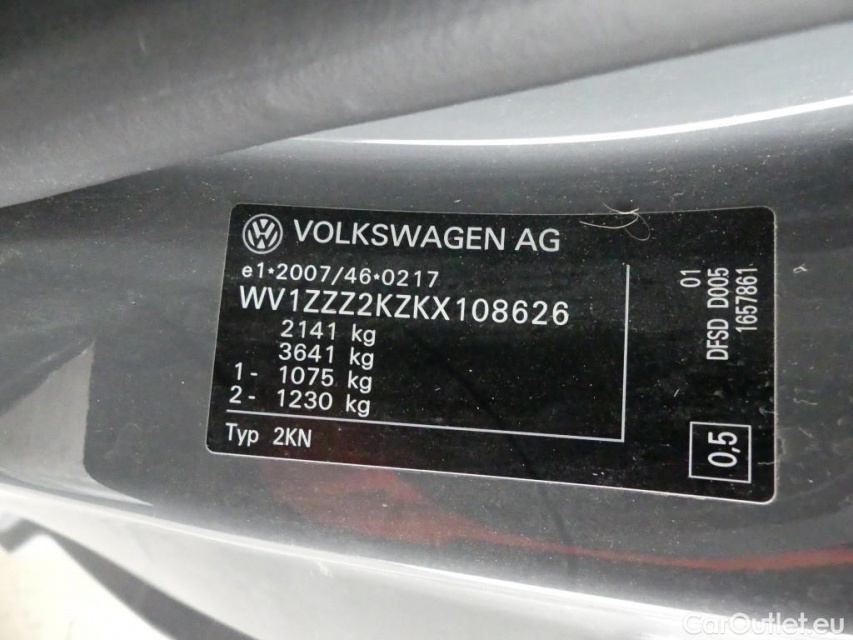 VOLKSWAGEN AG
e1*2007/46*0217
WV1ZZZ2KZKX108626
2141 kg
3641 kg
1 - 1075 kg
2 - 1230 kg
Typ 2KN
01
DFSD D005
1657861
0,5
CarOutlet.eu